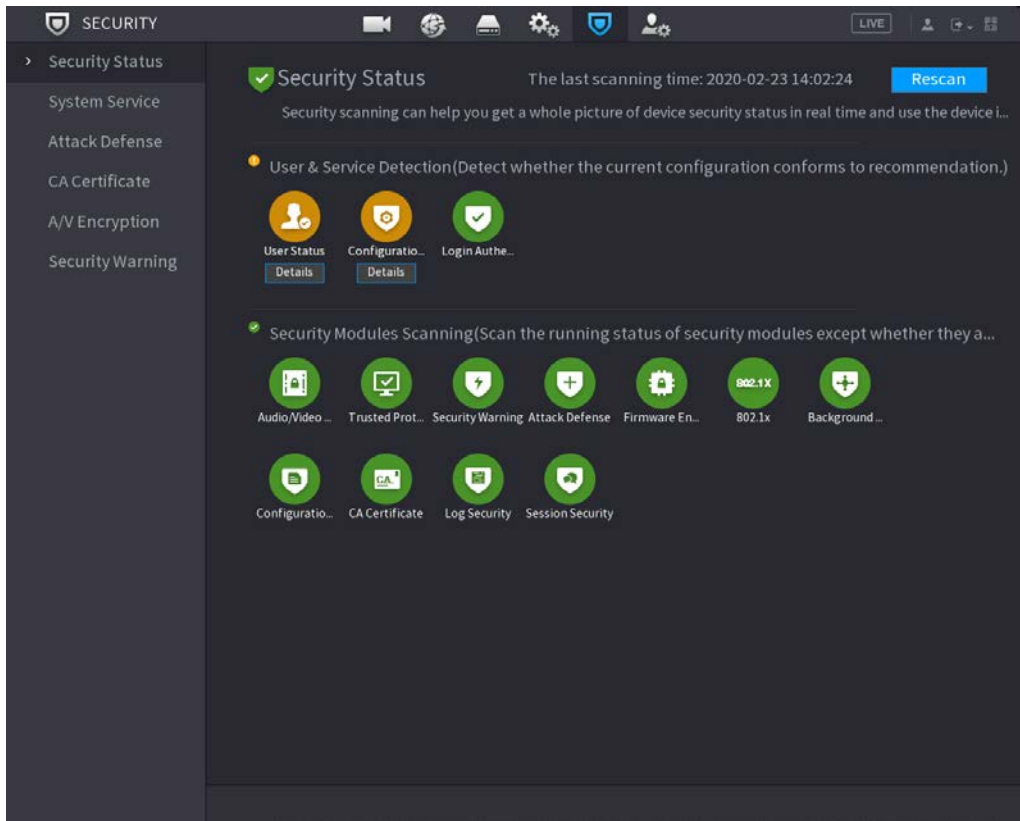 SECURITY
LIVE
Security Status
System Service
Attack Defense
CA Certificate
A/V Encryption
Security Warning
Security Status
The last scanning time: 2020-02-23 14:02:24
Rescan
Security scanning can help you get a whole picture of device security status in real time and use the device i...
User & Service Detection(Detect whether the current configuration conforms to recommendation.)
User Status Configuratio... Login Authe...
Details Details
Security Modules Scanning(Scan the running status of security modules except whether they a...
802.1X
Audio/Video ... Trusted Prot... Security Warning Attack Defense Firmware En... 802.1x Background ...
CA
Configuratio... CA Certificate Log Security Session Security